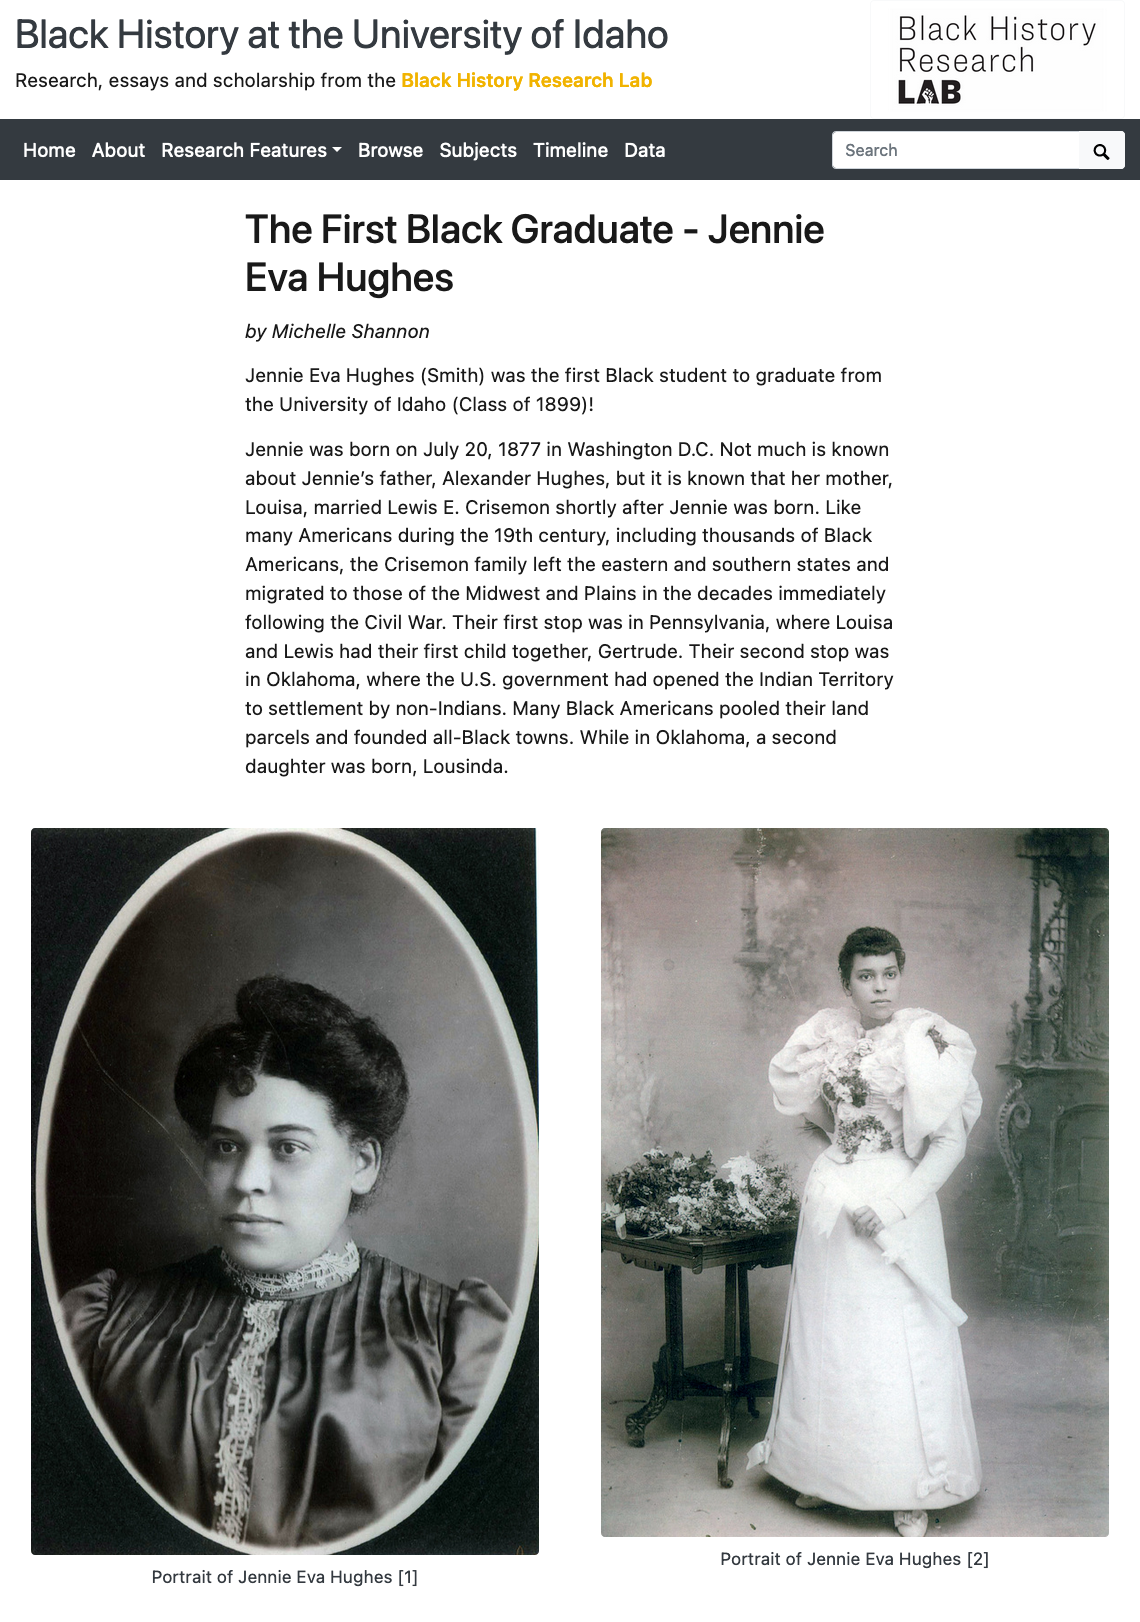 Black History at the University of Idaho
Research, essays and scholarship from the Black History Research Lab
Black History
Research
LAB
Home About Research Features Browse Subjects Timeline Data
Search
The First Black Graduate - Jennie
Eva Hughes
by Michelle Shannon
Jennie Eva Hughes (Smith) was the first Black student to graduate from
the University of Idaho (Class of 1899)!
Jennie was born on July 20, 1877 in Washington D.C. Not much is known
about Jennie’s father, Alexander Hughes, but it is known that her mother,
Louisa, married Lewis E. Crisemon shortly after Jennie was born. Like
many Americans during the 19th century, including thousands of Black
Americans, the Crisemon family left the eastern and southern states and
migrated to those of the Midwest and Plains in the decades immediately
following the Civil War. Their first stop was in Pennsylvania, where Louisa
and Lewis had their first child together, Gertrude. Their second stop was
in Oklahoma, where the U.S. government had opened the Indian Territory
to settlement by non-Indians. Many Black Americans pooled their land
parcels and founded all-Black towns. While in Oklahoma, a second
daughter was born, Lousinda.
Portrait of Jennie Eva Hughes [1]
Portrait of Jennie Eva Hughes [2]